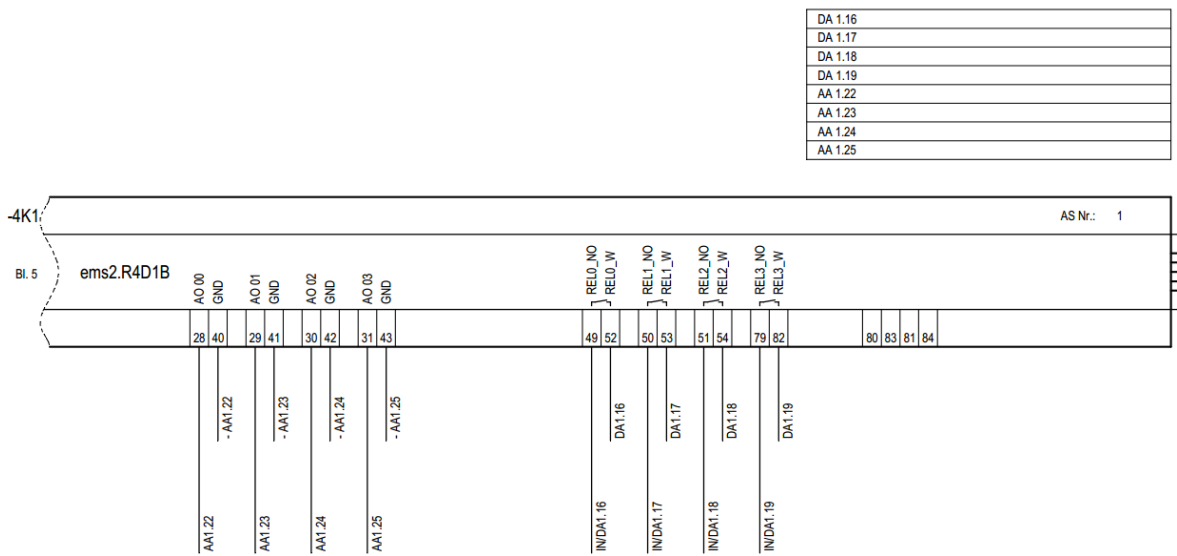 DA 1.16
DA 1.17
DA 1.18
DA 1.19
AA 1.22
AA 1.23
AA 1.24
AA 1.25
-4K1
AS Nr.: 1
Bl. 5
ems2.R4D1B
AO 00
GND
AO 01
GND
AO 02
GND
AO 03
GND
REL0_NO
REL0_W
REL1_NO
REL1_W
REL2_NO
REL2_W
REL3_NO
REL3_W
28 40 29 41 30 42 31 43 49 52 50 53 51 54 79 82 80 83 81 84
- AA1.22
- AA1.23
- AA1.24
- AA1.25
DA1.16
DA1.17
DA1.18
DA1.19
AA1.22
AA1.23
AA1.24
AA1.25
IN/DA1.16
IN/DA1.17
IN/DA1.18
IN/DA1.19